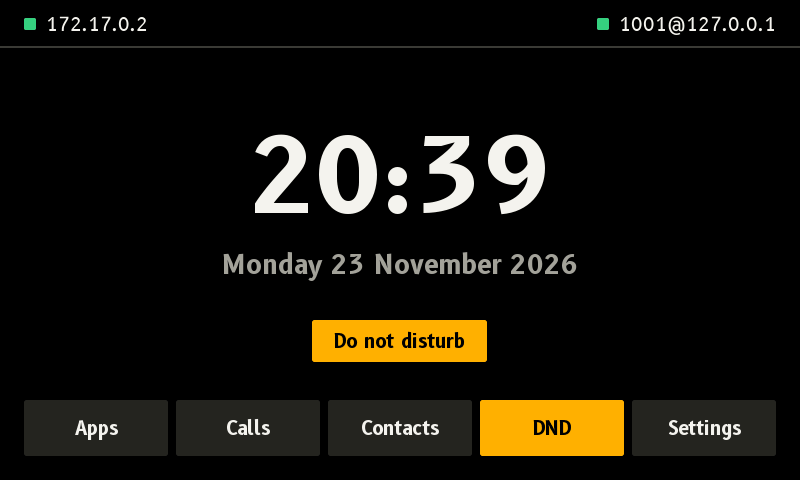 172.17.0.2 1001@127.0.0.1
20:39
Monday 23 November 2026
Do not disturb
Apps Calls Contacts DND Settings